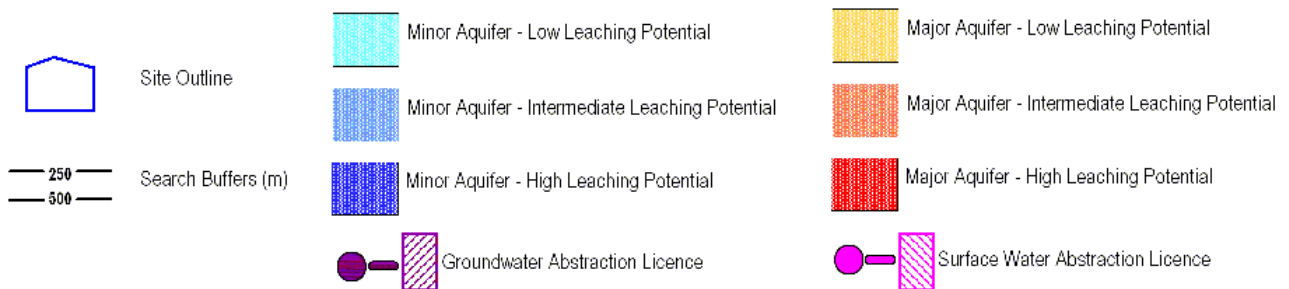 Site Outline
250
500
Search Buffers (m)
Minor Aquifer - Low Leaching Potential
Minor Aquifer - Intermediate Leaching Potential
Minor Aquifer - High Leaching Potential
Groundwater Abstraction Licence
Major Aquifer - Low Leaching Potential
Major Aquifer - Intermediate Leaching Potential
Major Aquifer - High Leaching Potential
Surface Water Abstraction Licence